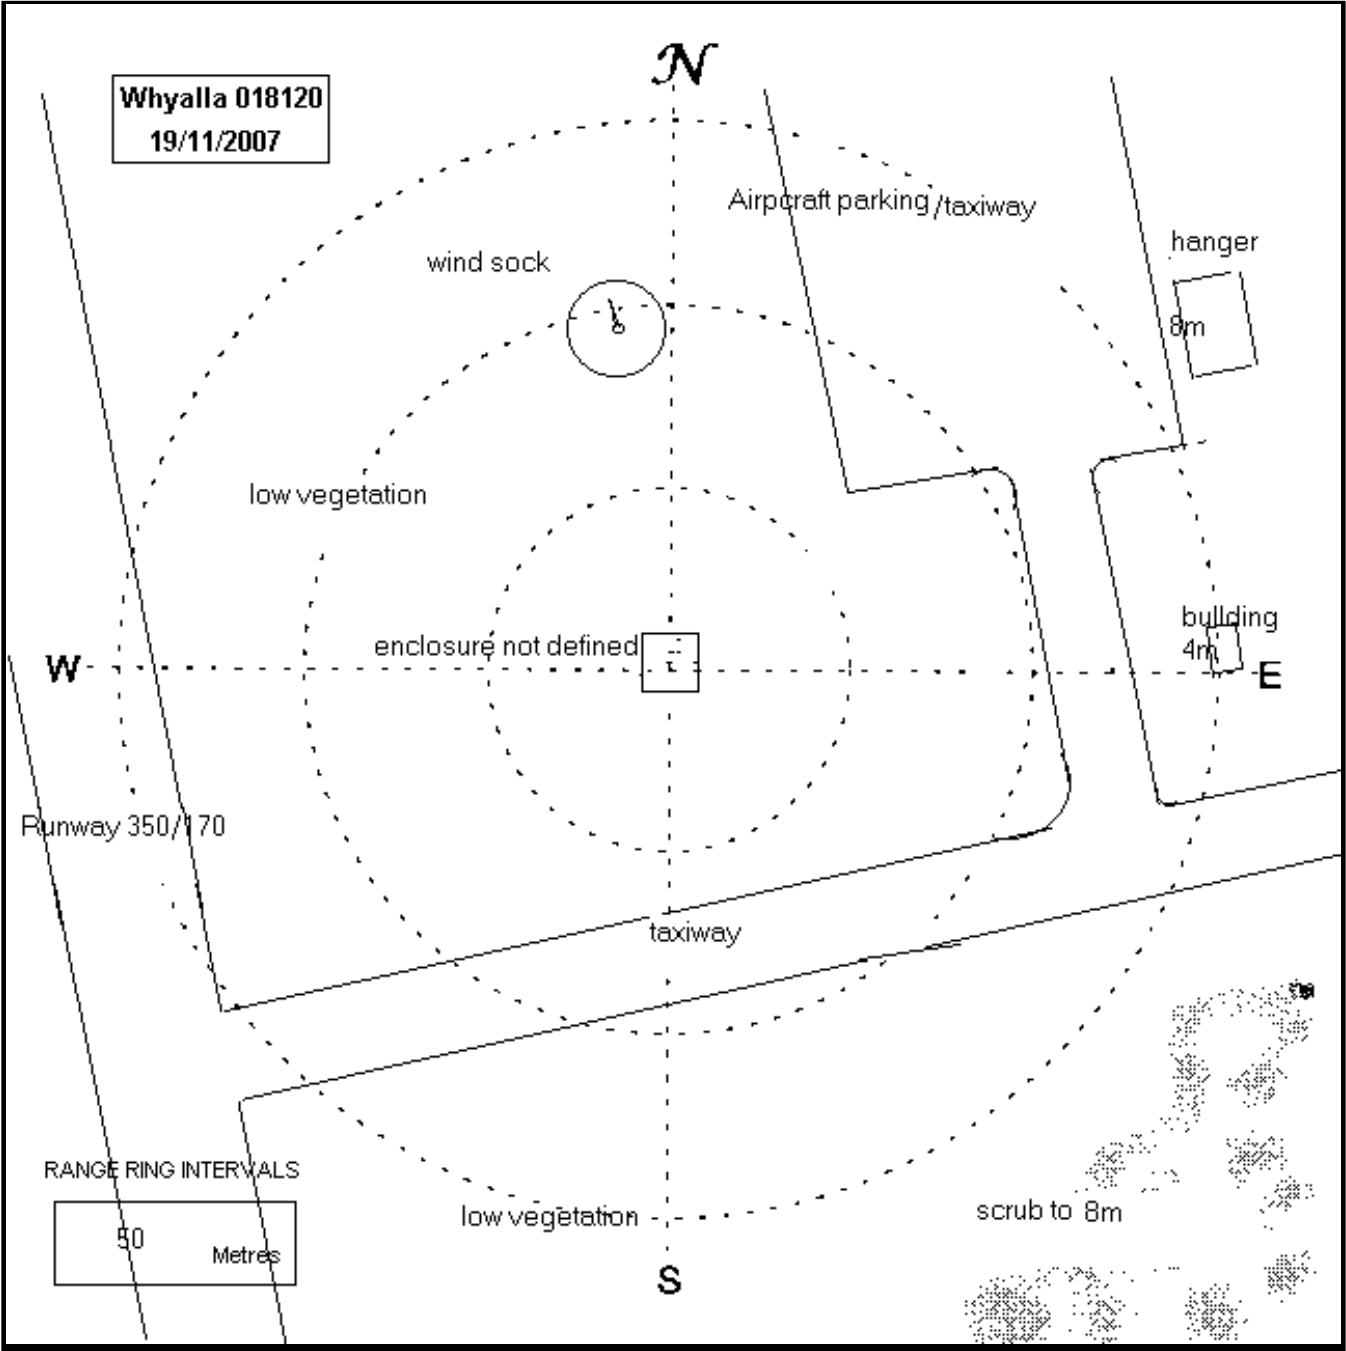 N
Whyalla 018120
19/11/2007
Airpcraft parking/taxiway
hanger
wind sock
8m
low vegetation
building
enclosure not defined
4m
W
E
Runway 350/170
taxiway
RANGE RING INTERVALS
50
Metres
low vegetation
scrub to 8m
S